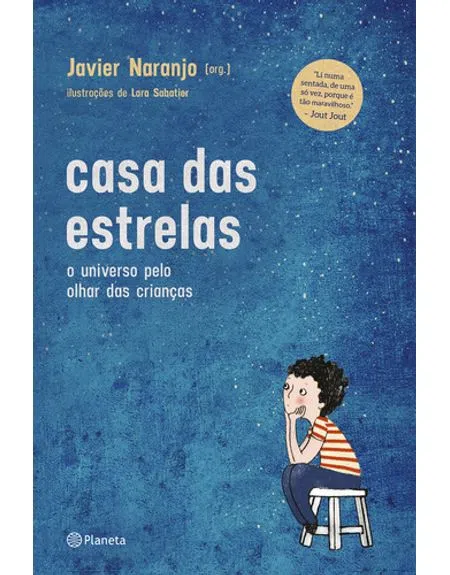 Javier Naranjo (org.)
ilustrações de Lara Sabatier
"Li numa
sentada, de uma
só vez, porque é
tão maravilhoso."
- Jout Jout
casa das
estrelas
o universo pelo
olhar das crianças
Planeta